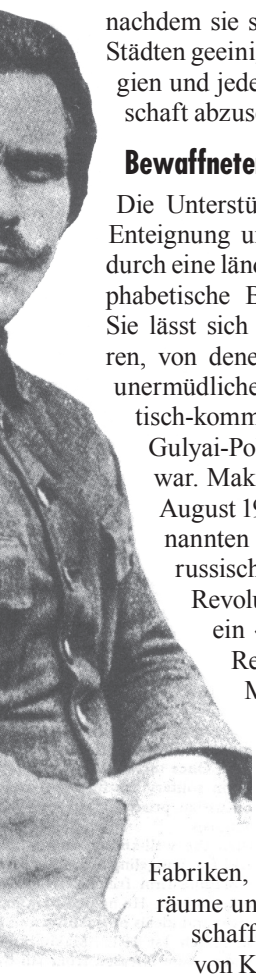 nachdem sie s
Städten geeini
gien und jede
schaft abzus
Bewaffnete
Die Unterstü
Enteignung u
durch eine länd
phabetische B
Sie lässt sich
ren, von dene
unermüdliche
tisch-komm
Gulyai-Po
war. Mak
August 19
nannten
russisch
Revolu
ein
Re
M
Fabriken,
räume un
schaff
von K